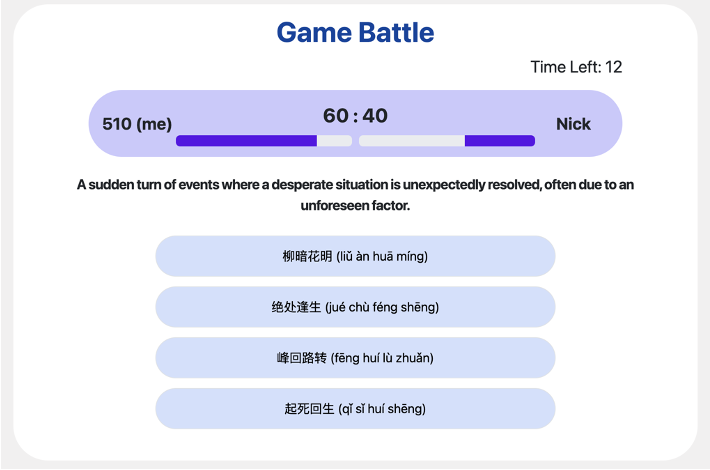 Game Battle
Time Left: 12
510 (me)
60 : 40
Nick
A sudden turn of events where a desperate situation is unexpectedly resolved, often due to an
unforeseen factor.
柳暗花明 (liǔ àn huā míng)
绝处逢生 (jué chù féng shēng)
峰回路转 (fēng huí lù zhuǎn)
起死回生 (qǐ sǐ huí shēng)